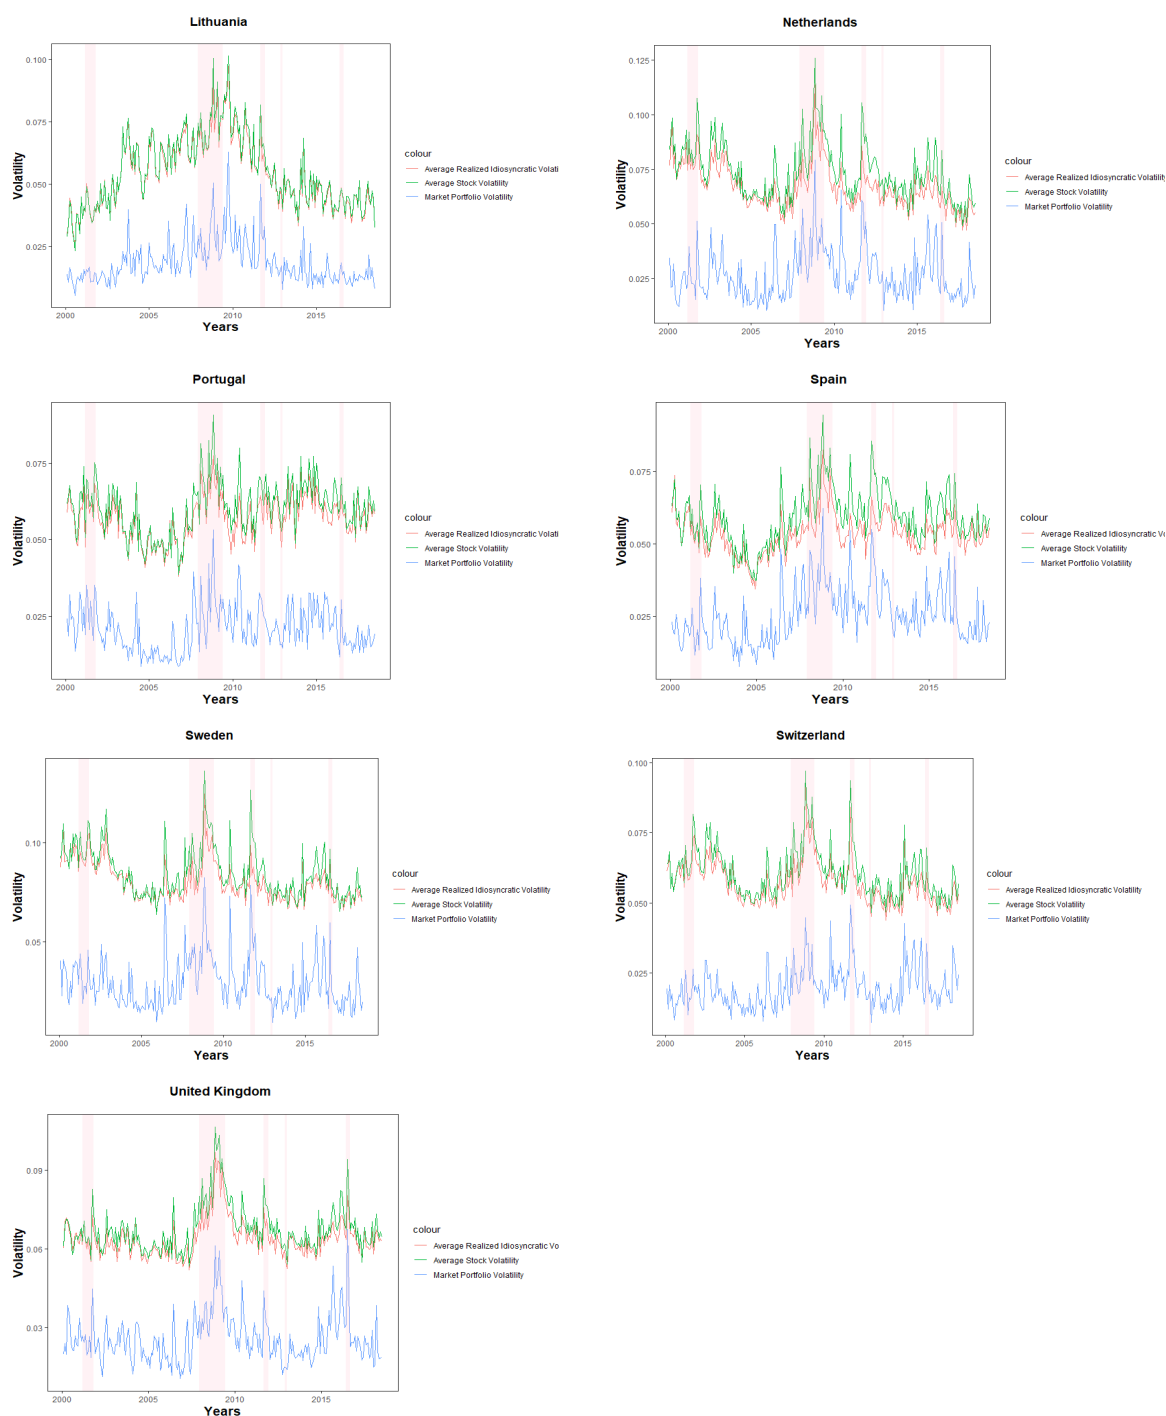 Lithuania
Volatility
0.100
0.075
0.050
0.025
2000
2005
2010
2015
Years
colour
Average Realized Idiosyncratic Volati
Average Stock Volatility
Market Portfolio Volatility
Netherlands
Volatility
0.125
0.100
0.075
0.050
0.025
2000
2005
2010
2015
Years
colour
Average Realized Idiosyncratic Volatility
Average Stock Volatility
Market Portfolio Volatility
Portugal
Volatility
0.075
0.050
0.025
2000
2005
2010
2015
Years
colour
Average Realized Idiosyncratic Volati
Average Stock Volatility
Market Portfolio Volatility
Spain
Volatility
0.075
0.050
0.025
2000
2005
2010
2015
Years
colour
Average Realized Idiosyncratic Vo
Average Stock Volatility
Market Portfolio Volatility
Sweden
Volatility
0.10
0.05
2000
2005
2010
2015
Years
colour
Average Realized Idiosyncratic Volatility
Average Stock Volatility
Market Portfolio Volatility
Switzerland
Volatility
0.100
0.075
0.050
0.025
2000
2005
2010
2015
Years
colour
Average Realized Idiosyncratic Volatility
Average Stock Volatility
Market Portfolio Volatility
United Kingdom
Volatility
0.09
0.06
0.03
2000
2005
2010
2015
Years
colour
Average Realized Idiosyncratic Vo
Average Stock Volatility
Market Portfolio Volatility